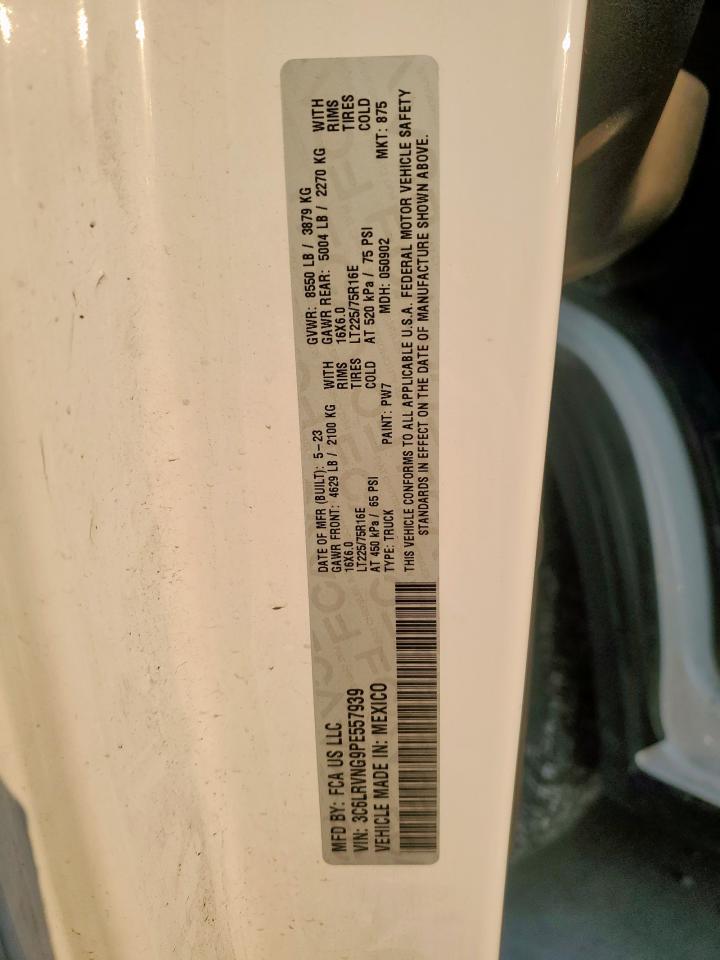 MFD BY: FCA US LLC
VIN: 3C6LRVNG9PE557939
VEHICLE MADE IN: MEXICO
DATE OF MFR (BUILT): 5-23 GVWR: 8550 LB / 3879 KG
GAWR FRONT: 4629 LB / 2100 KG WITH GAWR REAR: 5004 LB / 2270 KG WITH
16X6.0 RIMS 16X6.0 RIMS
LT225/75R16E TIRES LT225/75R16E TIRES
AT 450 kPa / 65 PSI COLD AT 520 kPa / 75 PSI COLD
TYPE: TRUCK PAINT: PW7 MDH: 050902 MKT: 875
THIS VEHICLE CONFORMS TO ALL APPLICABLE U.S.A. FEDERAL MOTOR VEHICLE SAFETY
STANDARDS IN EFFECT ON THE DATE OF MANUFACTURE SHOWN ABOVE.